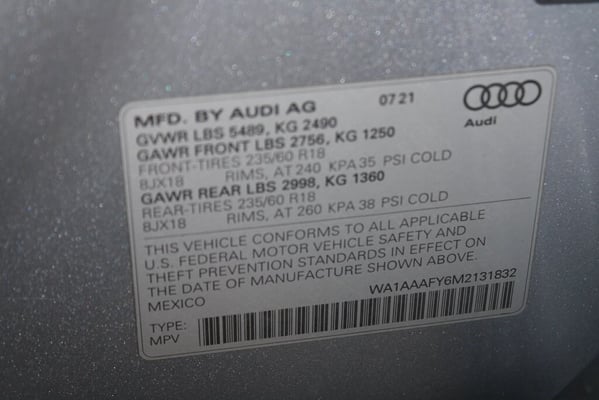 MFD. BY AUDI AG 07 21
Audi
GVWR LBS 5489, KG 2490
GAWR FRONT LBS 2756, KG 1250
FRONT-TIRES 235/60 R18
8JX18 RIMS, AT 240 KPA 35 PSI COLD
GAWR REAR LBS 2998, KG 1360
REAR-TIRES 235/60 R18
8JX18 RIMS, AT 260 KPA 38 PSI COLD
THIS VEHICLE CONFORMS TO ALL APPLICABLE
U.S. FEDERAL MOTOR VEHICLE SAFETY AND
THEFT PREVENTION STANDARDS IN EFFECT ON
THE DATE OF MANUFACTURE SHOWN ABOVE.
MEXICO WA1AAAFY6M2131832
TYPE:
MPV